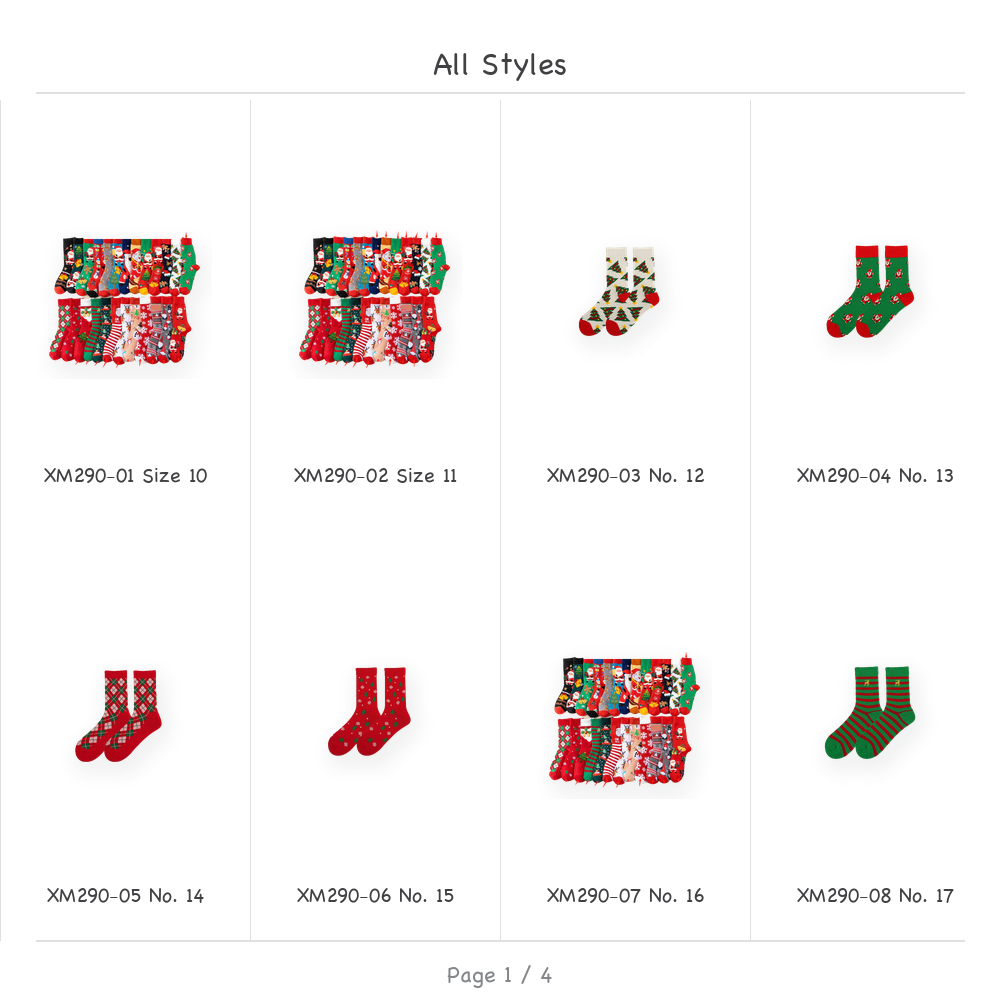 All Styles
XM290-01 Size 10
XM290-02 Size 11
XM290-03 No. 12
XM290-04 No. 13
XM290-05 No. 14
XM290-06 No. 15
XM290-07 No. 16
XM290-08 No. 17
Page 1 / 4